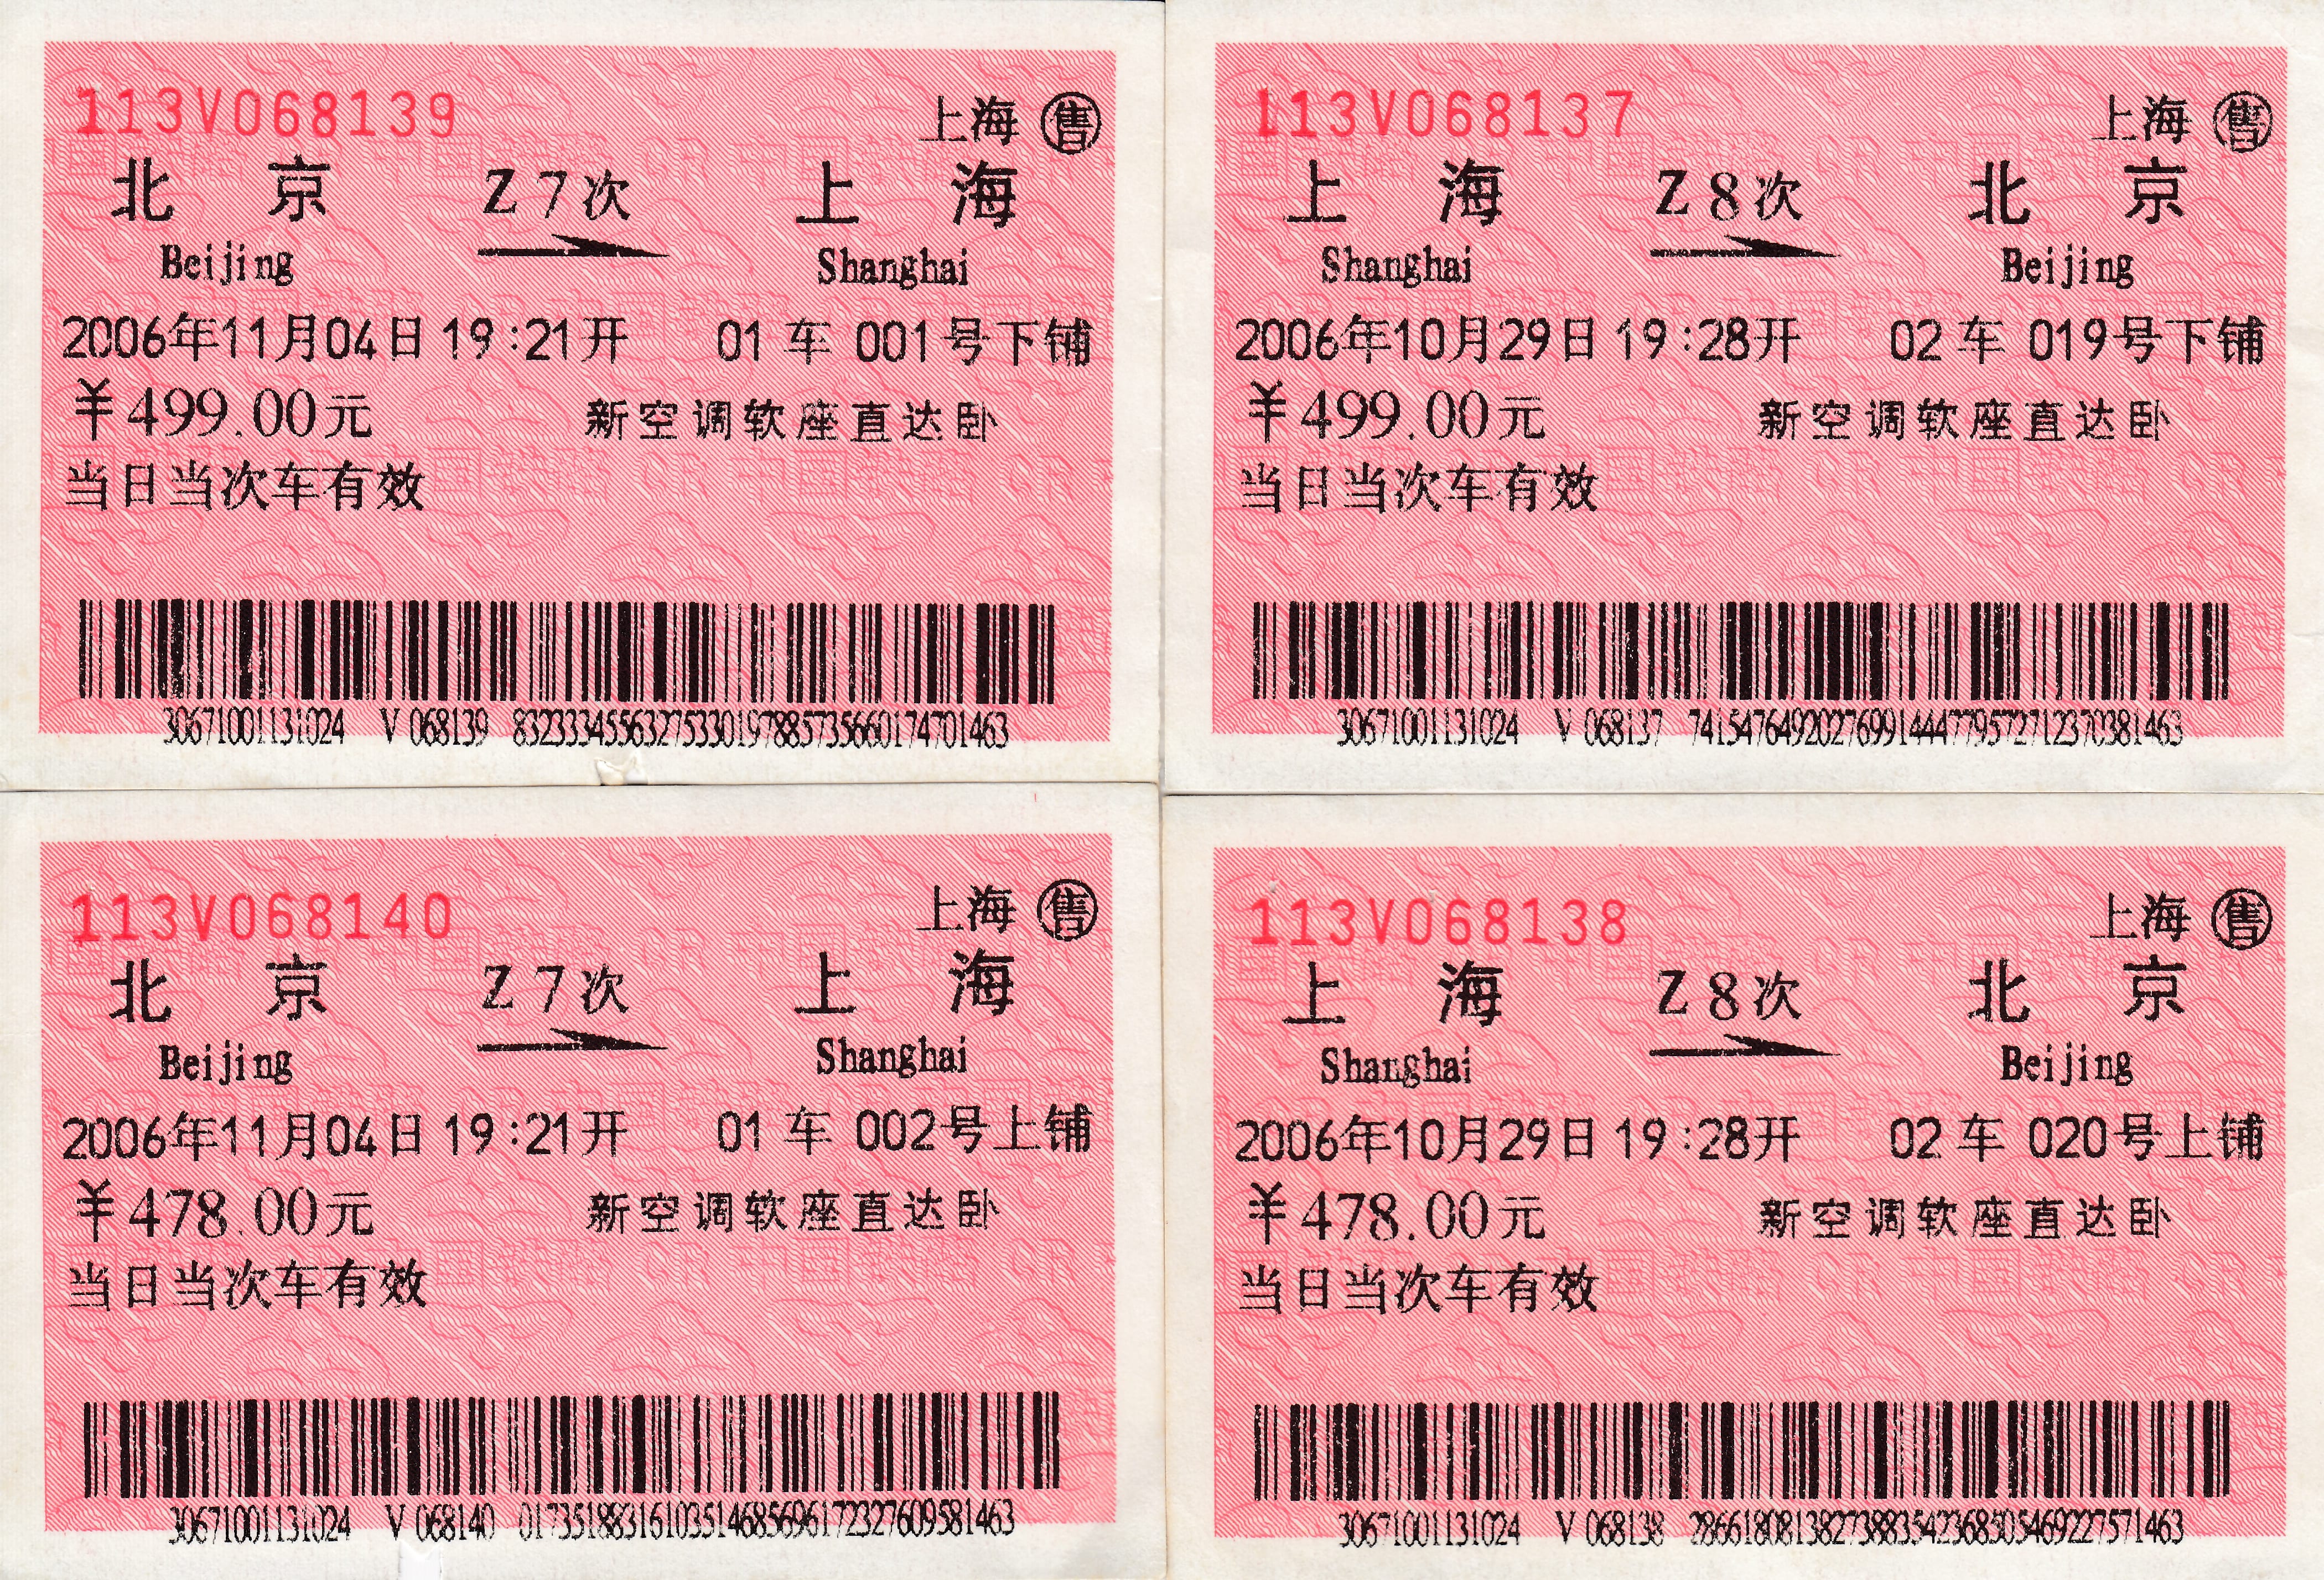 113V068139
上海 售
北京 Z7次 上海
Beijing Shanghai
2006年11月04日 19:21开 01车 001号下铺
￥499.00元 新空调软座直达卧
当日当次车有效
30671001131024 V 068139
113V068137
上海 售
上海 Z8次 北京
Shanghai Beijing
2006年10月29日 19:28开 02车 019号下铺
￥499.00元 新空调软座直达卧
当日当次车有效
30671001131024 V 068137
113V068140
上海 售
北京 Z7次 上海
Beijing Shanghai
2006年11月04日 19:21开 01车 002号上铺
￥478.00元 新空调软座直达卧
当日当次车有效
30671001131024 V 068140
113V068138
上海 售
上海 Z8次 北京
Shanghai Beijing
2006年10月29日 19:28开 02车 020号上铺
￥478.00元 新空调软座直达卧
当日当次车有效
30671001131024 V 068138